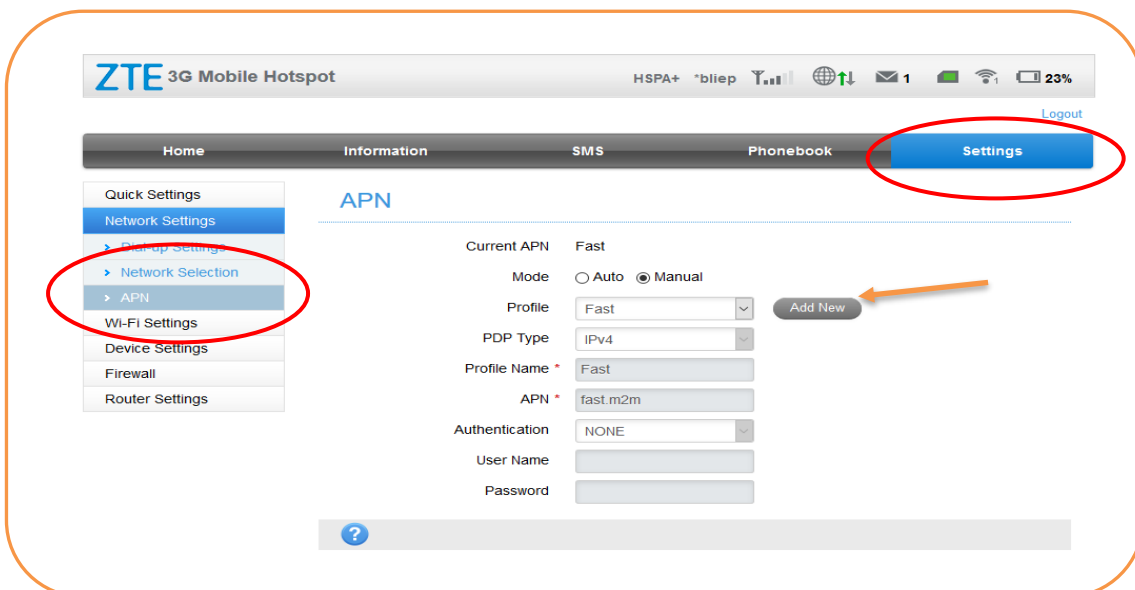 ZTE 3G Mobile Hotspot HSPA+ *bliep 1 1 23%
Logout
Home Information SMS Phonebook Settings
Quick Settings
Network Settings
Dial-up Settings
Network Selection
APN
Wi-Fi Settings
Device Settings
Firewall
Router Settings
APN
Current APN Fast
Mode Auto Manual
Profile Fast Add New
PDP Type IPv4
Profile Name * Fast
APN * fast.m2m
Authentication NONE
User Name
Password
?